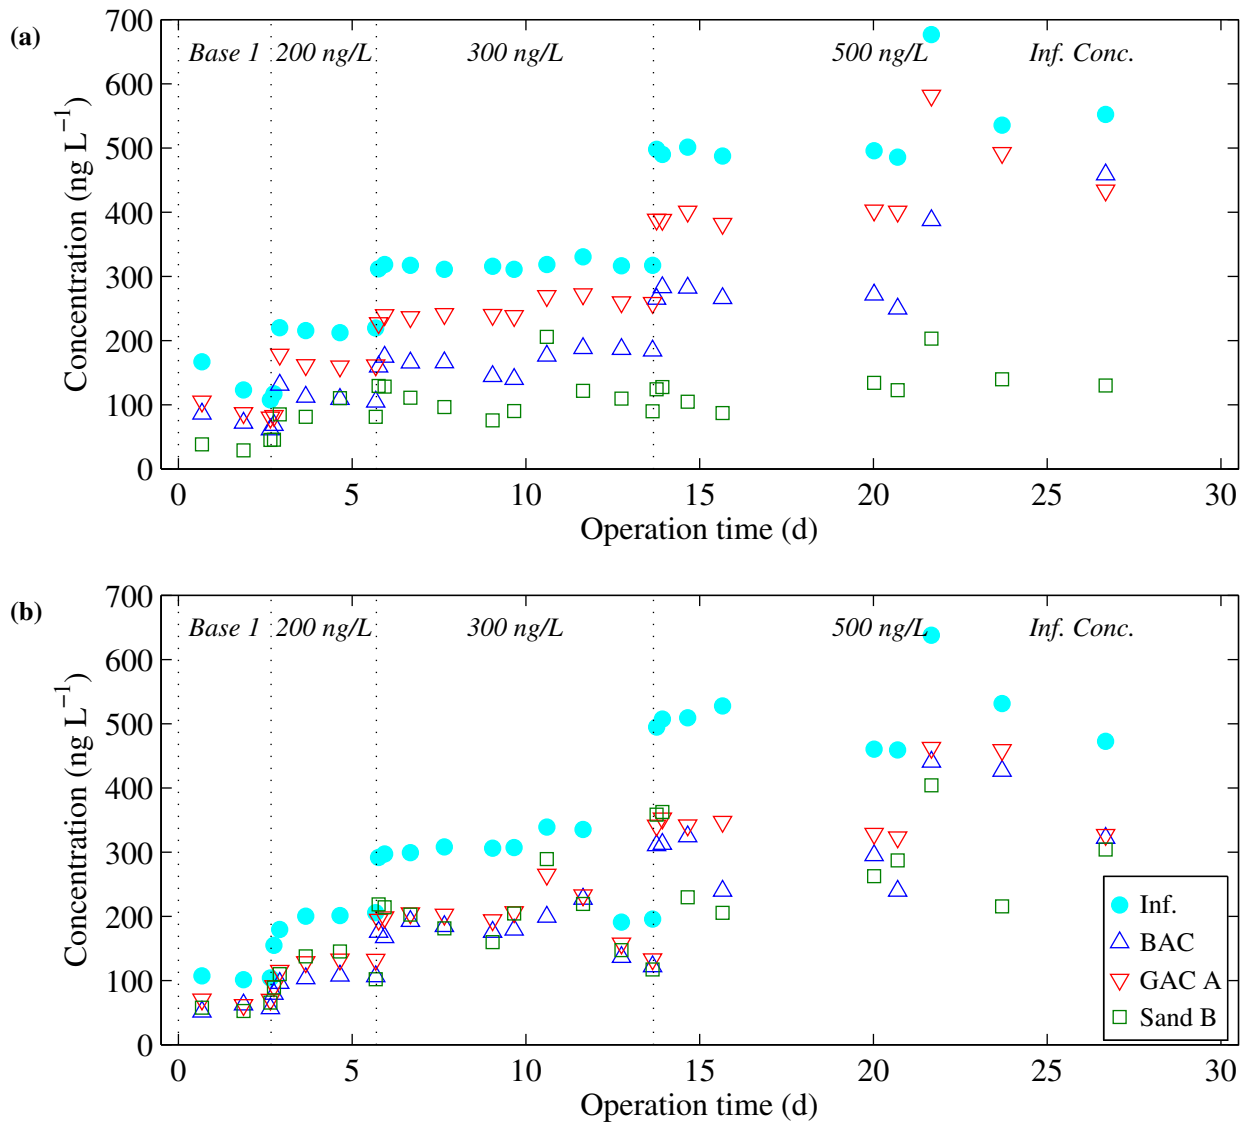 (a)
Base 1 200 ng/L 300 ng/L 500 ng/L Inf. Conc.
Concentration (ng L−1)
700
600
500
400
300
200
100
0
0 5 10 15 20 25 30
Operation time (d)
(b)
Base 1 200 ng/L 300 ng/L 500 ng/L Inf. Conc.
Concentration (ng L−1)
700
600
500
400
300
200
100
0
0 5 10 15 20 25 30
Operation time (d)
Inf.
BAC
GAC A
Sand B